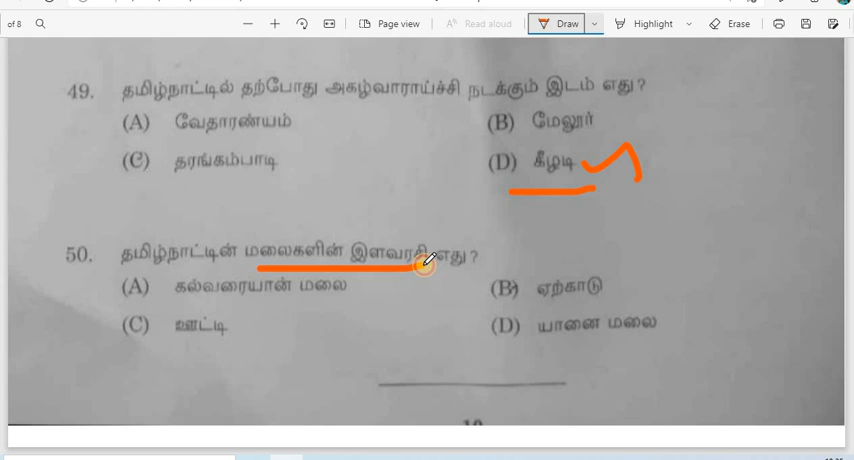 of 8 Page view Read aloud Draw Highlight Erase
49. தமிழ்நாட்டில் தற்போது அகழ்வாராய்ச்சி நடக்கும் இடம் எது?
(A) வேதாரண்யம் (B) மேலூர்
(C) தரங்கம்பாடி (D) கீழடி
50. தமிழ்நாட்டின் மலைகளின் இளவரசி எது?
(A) கல்வரையான் மலை (B) ஏற்காடு
(C) ஊட்டி (D) யானை மலை